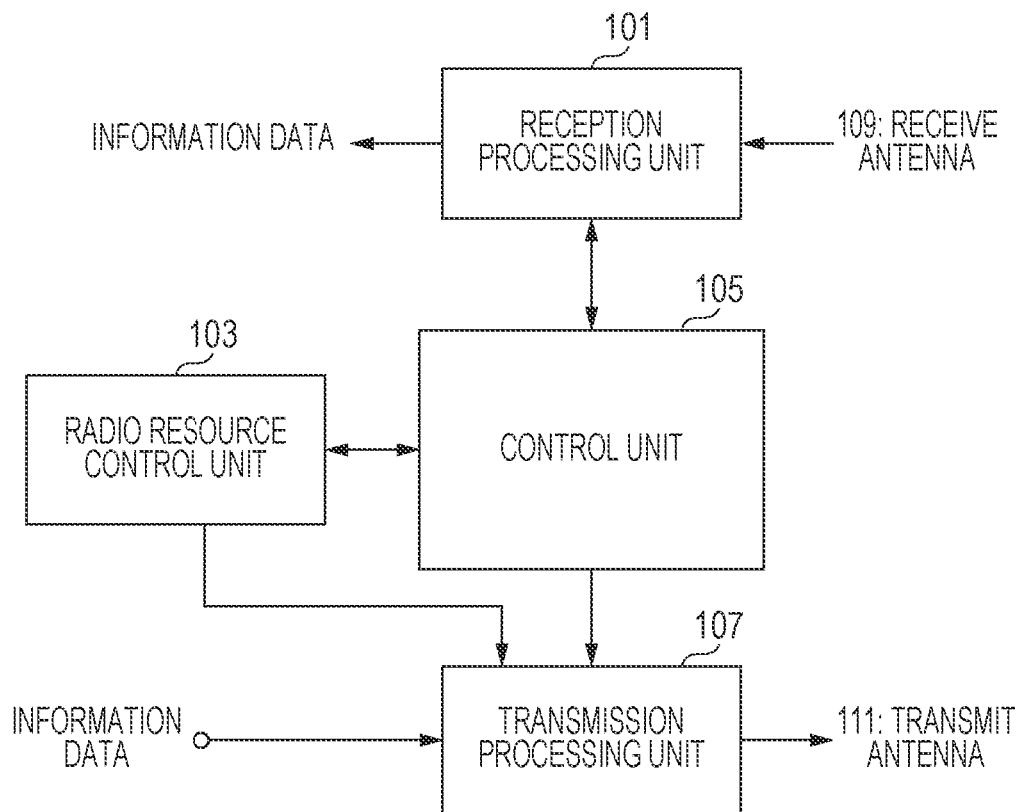 101
INFORMATION DATA
RECEPTION
PROCESSING UNIT
109: RECEIVE
ANTENNA
105
103
RADIO RESOURCE
CONTROL UNIT
CONTROL UNIT
107
INFORMATION
DATA
TRANSMISSION
PROCESSING UNIT
111: TRANSMIT
ANTENNA